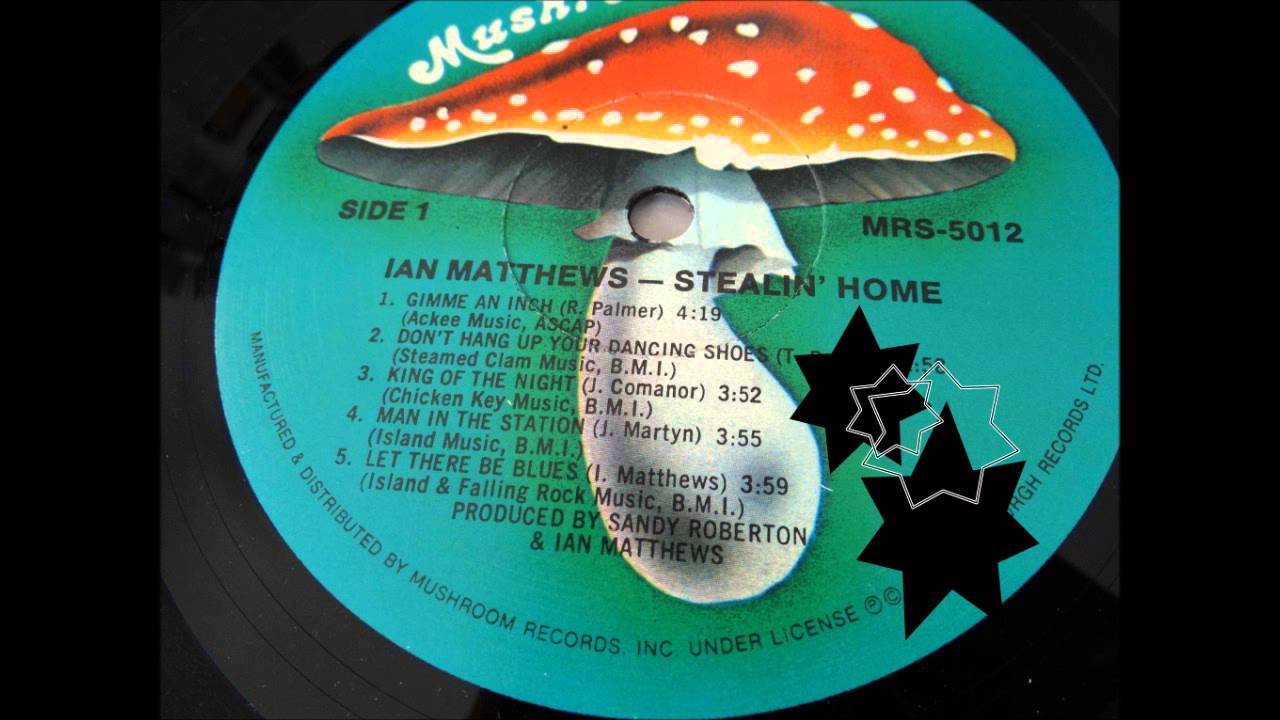 SIDE 1
MRS-5012
IAN MATTHEWS — STEALIN' HOME
1. GIMME AN INCH (R. Palmer) 4:19
(Ackee Music, ASCAP)
2. DON'T HANG UP YOUR DANCING SHOES
(Steamed Clam Music, B.M.I.)
3. KING OF THE NIGHT (J. Comanor) 3:52
(Chicken Key Music, B.M.I.)
4. MAN IN THE STATION (J. Martyn) 3:55
(Island Music, B.M.I.)
5. LET THERE BE BLUES (I. Matthews) 3:59
(Island & Falling Rock Music, B.M.I.)
PRODUCED BY SANDY ROBERTON
& IAN MATTHEWS
MANUFACTURED & DISTRIBUTED BY MUSHROOM RECORDS, INC. UNDER LICENSE ℗© RECORDS LTD.